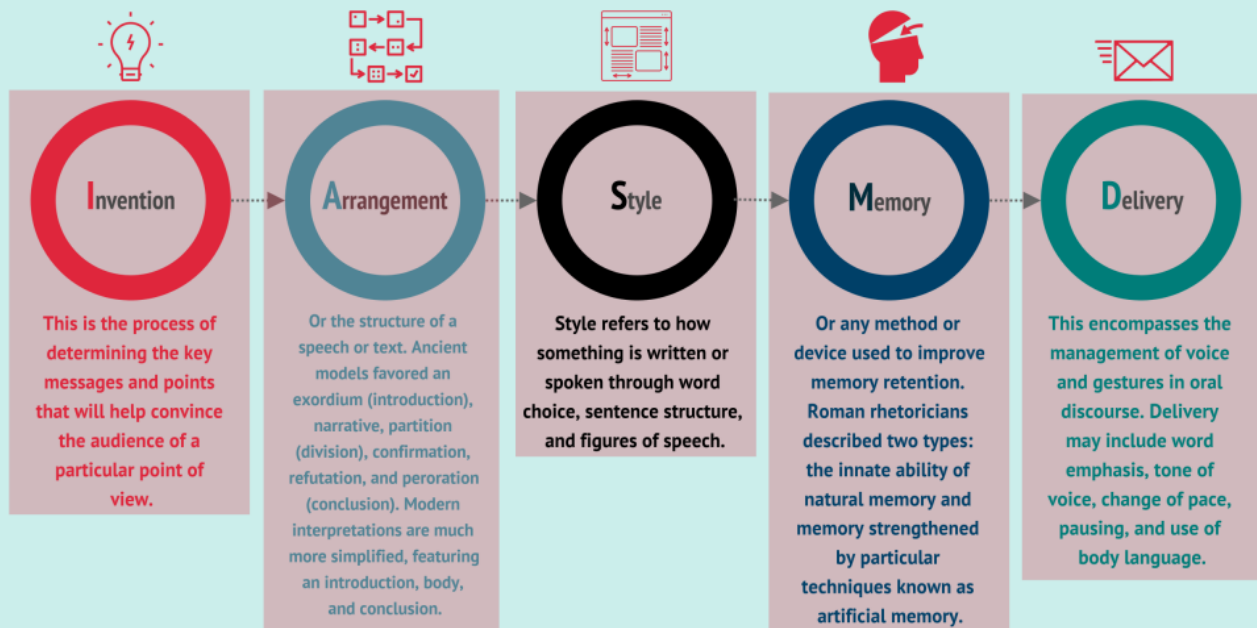 Invention
This is the process of
determining the key
messages and points
that will help convince
the audience of a
particular point of
view.
Arrangement
Or the structure of a
speech or text. Ancient
models favored an
exordium (introduction),
narrative, partition
(division), confirmation,
refutation, and peroration
(conclusion). Modern
interpretations are much
more simplified, featuring
an introduction, body,
and conclusion.
Style
Style refers to how
something is written or
spoken through word
choice, sentence structure,
and figures of speech.
Memory
Or any method or
device used to improve
memory retention.
Roman rhetoricians
described two types:
the innate ability of
natural memory and
memory strengthened
by particular
techniques known as
artificial memory.
Delivery
This encompasses the
management of voice
and gestures in oral
discourse. Delivery
may include word
emphasis, tone of
voice, change of pace,
pausing, and use of
body language.